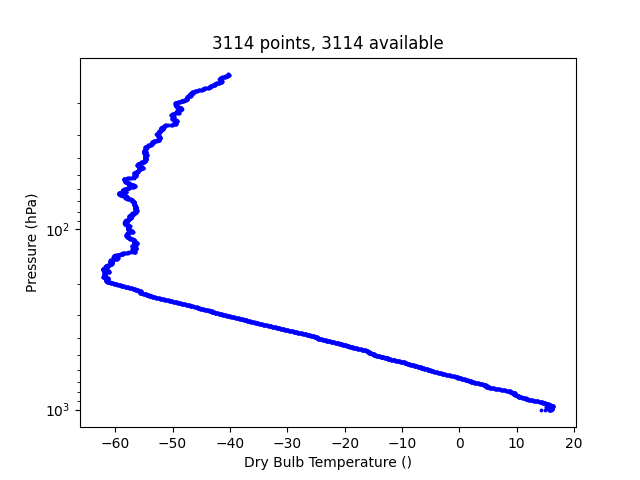 3114 points, 3114 available
Pressure (hPa)
10²
10³
−60 −50 −40 −30 −20 −10 0 10 20
Dry Bulb Temperature ()